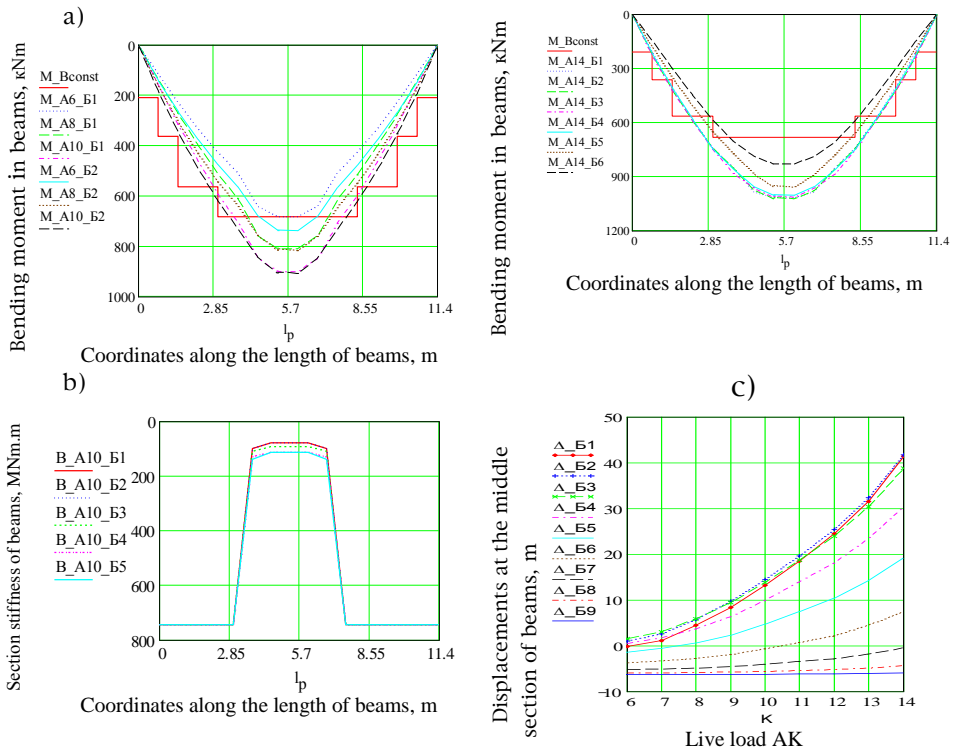 a)
Bending moment in beams, кNm
M_Bconst
M_A6_Б1
M_A8_Б1
M_A10_Б1
M_A6_Б2
M_A8_Б2
M_A10_Б2
0
200
400
600
800
1000
0 2.85 5.7 8.55 11.4
l_p
Coordinates along the length of beams, m
Bending moment in beams, кNm
M_Bconst
M_A14_Б1
M_A14_Б2
M_A14_Б3
M_A14_Б4
M_A14_Б5
M_A14_Б6
0
300
600
900
1200
0 2.85 5.7 8.55 11.4
l_p
Coordinates along the length of beams, m
b)
Section stiffness of beams, MNm.m
B_A10_Б1
B_A10_Б2
B_A10_Б3
B_A10_Б4
B_A10_Б5
0
200
400
600
800
0 2.85 5.7 8.55 11.4
l_p
Coordinates along the length of beams, m
c)
Displacements at the middle
section of beams, m
Δ_Б1
Δ_Б2
Δ_Б3
Δ_Б4
Δ_Б5
Δ_Б6
Δ_Б7
Δ_Б8
Δ_Б9
50
40
30
20
10
0
−10
6 7 8 9 10 11 12 13 14
K
Live load AK